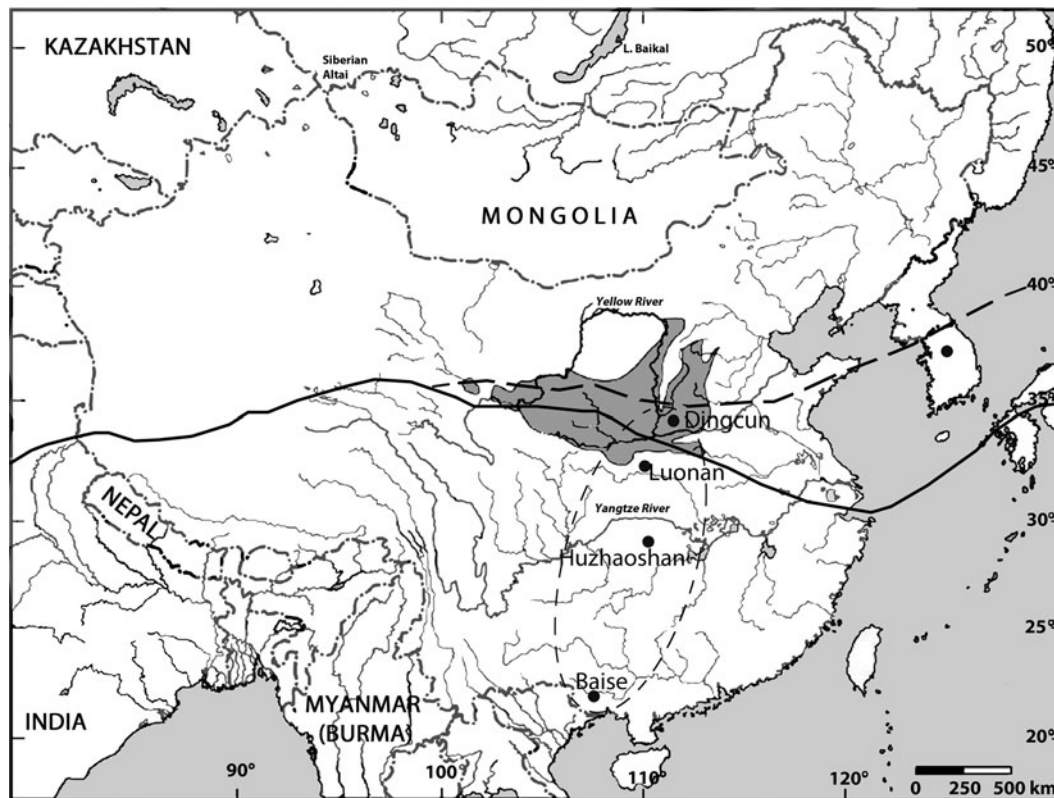 KAZAKHSTAN
Siberian
Altai
L. Baikal
50°
45°
MONGOLIA
40°
Yellow River
35°
Dingcun
Luonan
NEPAL
Yangtze River
30°
Huzhaoshan
25°
Baise
INDIA
MYANMAR
(BURMA)
20°
90°
100°
110°
120°
0 250 500 km